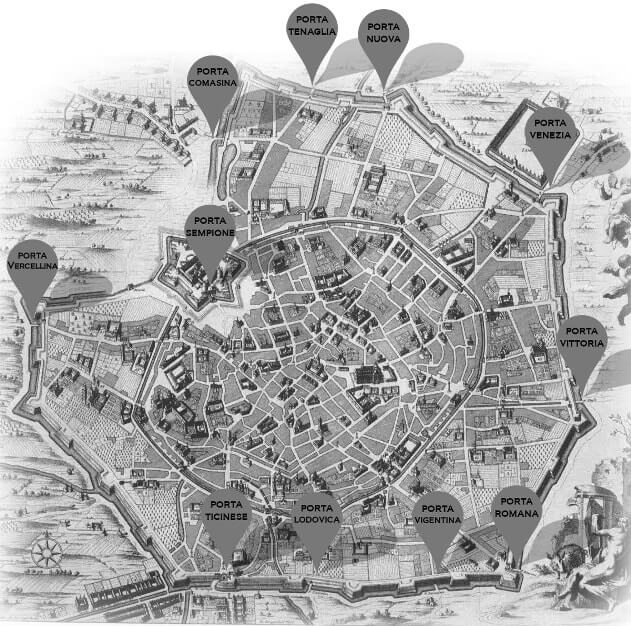 PORTA
TENAGLIA
PORTA
NUOVA
PORTA
COMASINA
PORTA
VENEZIA
PORTA
SEMPIONE
PORTA
VERCELLINA
PORTA
VITTORIA
PORTA
TICINESE
PORTA
LODOVICA
PORTA
VIGENTINA
PORTA
ROMANA